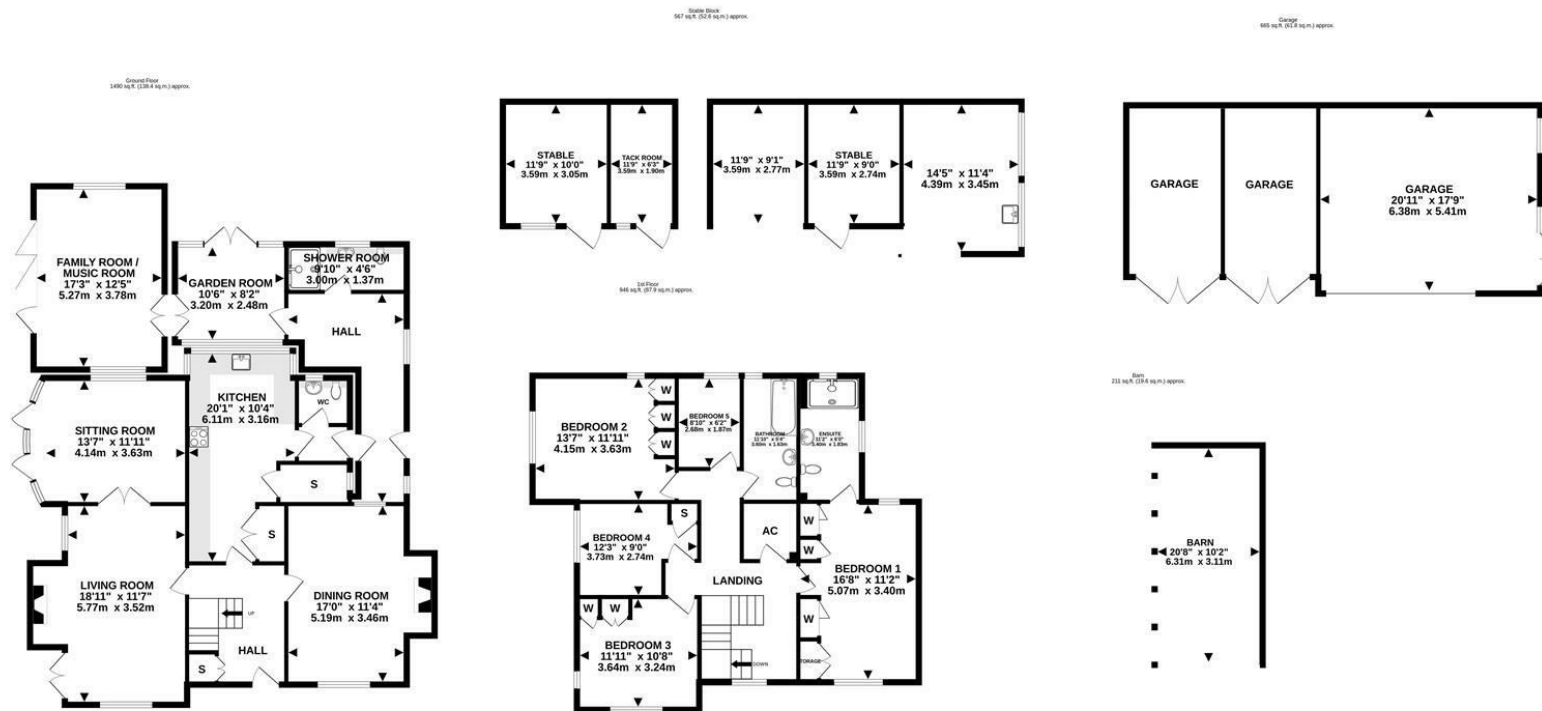 Ground Floor
1490 sq.ft. (138.4 sq.m.) approx.
FAMILY ROOM /
MUSIC ROOM
17'3" x 12'5"
5.27m x 3.78m
GARDEN ROOM
10'6" x 8'2"
3.20m x 2.48m
SHOWER ROOM
9'10" x 4'6"
3.00m x 1.37m
HALL
KITCHEN
20'1" x 10'4"
6.11m x 3.16m
WC
SITTING ROOM
13'7" x 11'11"
4.14m x 3.63m
S
S
LIVING ROOM
18'11" x 11'7"
5.77m x 3.52m
UP
HALL
S
DINING ROOM
17'0" x 11'4"
5.19m x 3.46m
Stable Block
567 sq.ft. (52.6 sq.m.) approx.
STABLE
11'9" x 10'0"
3.59m x 3.05m
TACK ROOM
11'9" x 6'3"
3.59m x 1.90m
11'9" x 9'1"
3.59m x 2.77m
STABLE
11'9" x 9'0"
3.59m x 2.74m
14'5" x 11'4"
4.39m x 3.45m
1st Floor
946 sq.ft. (87.9 sq.m.) approx.
BEDROOM 2
13'7" x 11'11"
4.15m x 3.63m
W
W
W
BEDROOM 5
8'10" x 6'2"
2.68m x 1.87m
BATHROOM
ENSUITE
BEDROOM 4
12'3" x 9'0"
3.73m x 2.74m
S
AC
W
W
LANDING
BEDROOM 1
16'8" x 11'2"
5.07m x 3.40m
W
W
BEDROOM 3
11'11" x 10'8"
3.64m x 3.24m
DOWN
W
TORAGE
Garage
665 sq.ft. (61.8 sq.m.) approx.
GARAGE
GARAGE
GARAGE
20'11" x 17'9"
6.38m x 5.41m
Barn
211 sq.ft. (19.6 sq.m.) approx.
BARN
20'8" x 10'2"
6.31m x 3.11m